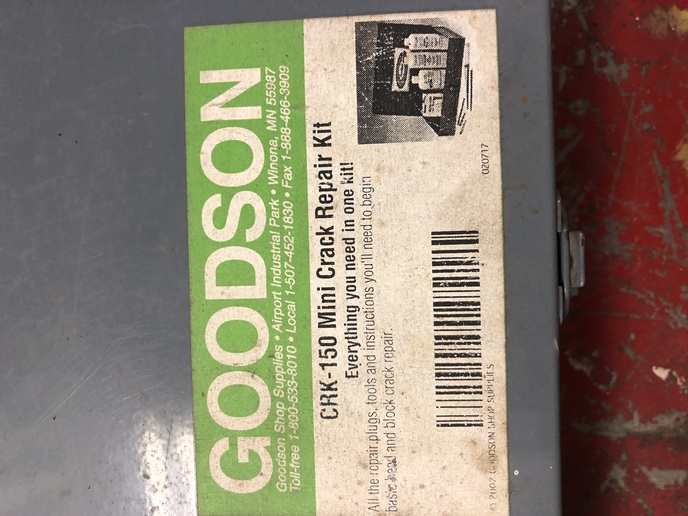 GOODSON
Goodson Shop Supplies • Airport Industrial Park • Winona, MN 55987
Toll-free 1-800-533-8010 • Local 1-507-452-1830 • Fax 1-888-466-3909
CRK-150 Mini Crack Repair Kit
Everything you need in one kit!
All the repair plugs, tools and instructions you'll need to begin
basic head and block crack repair.
020717
© 2002 GOODSON SHOP SUPPLIES